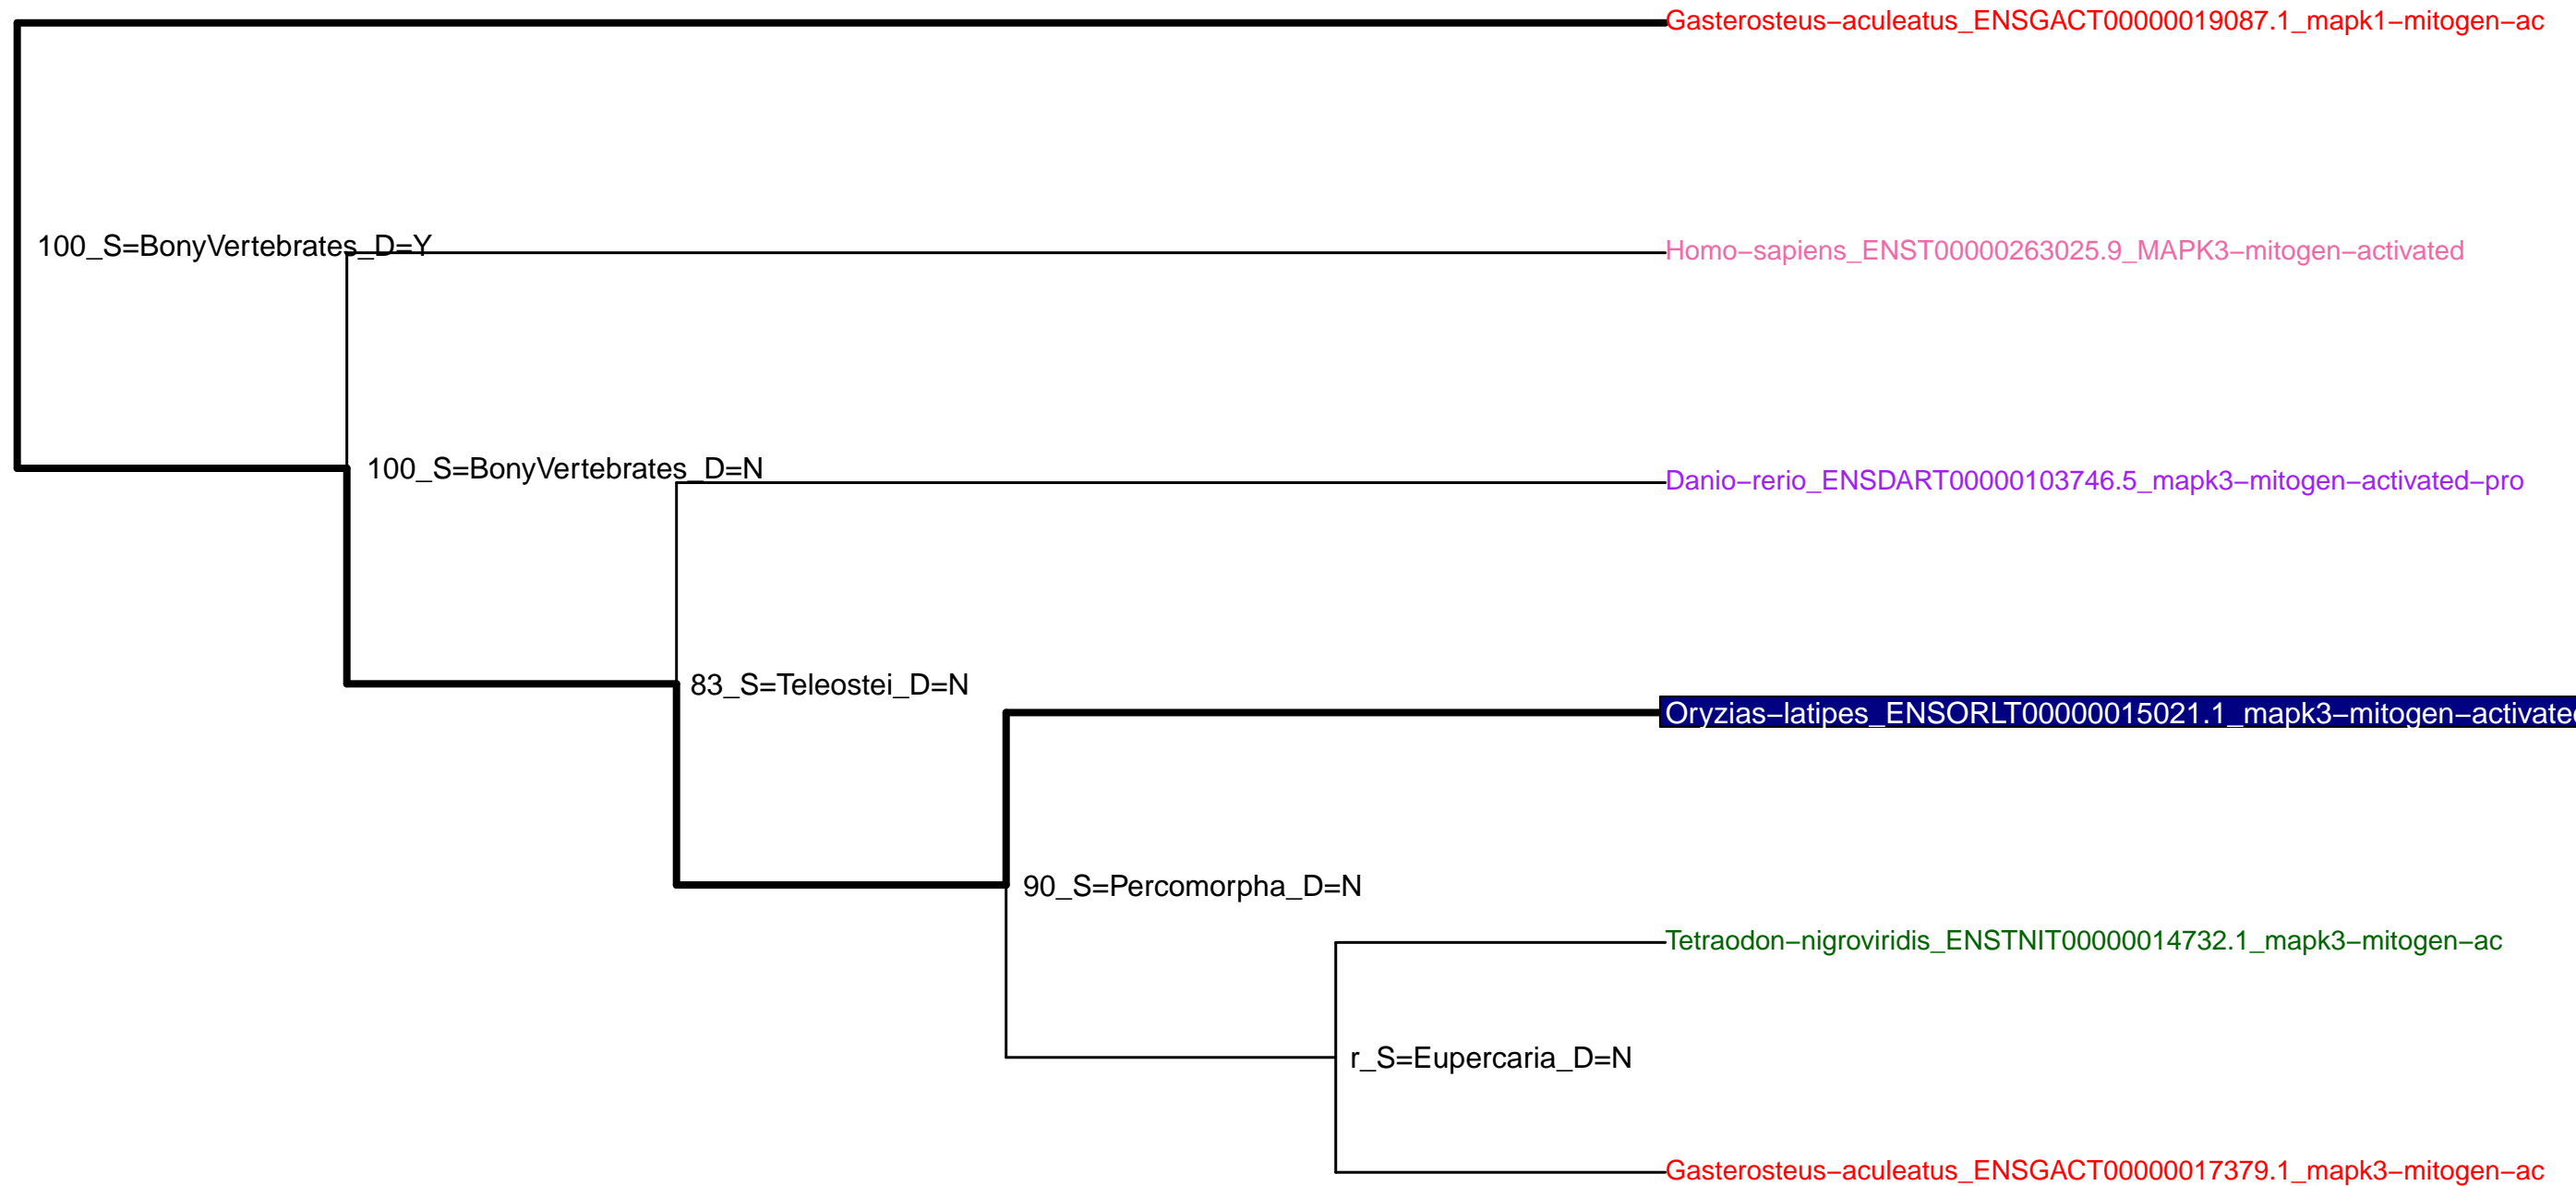 Gasterosteus−aculeatus_ENSGACT00000019087.1_mapk1−mitogen−ac
100_S=BonyVertebrates_D=Y
Homo−sapiens_ENST00000263025.9_MAPK3−mitogen−activated
100_S=BonyVertebrates_D=N
Danio−rerio_ENSDART00000103746.5_mapk3−mitogen−activated−pro
83_S=Teleostei_D=N
Oryzias−latipes_ENSORLT00000015021.1_mapk3−mitogen−activated
90_S=Percomorpha_D=N
Tetraodon−nigroviridis_ENSTNIT00000014732.1_mapk3−mitogen−ac
r_S=Eupercaria_D=N
Gasterosteus−aculeatus_ENSGACT00000017379.1_mapk3−mitogen−ac